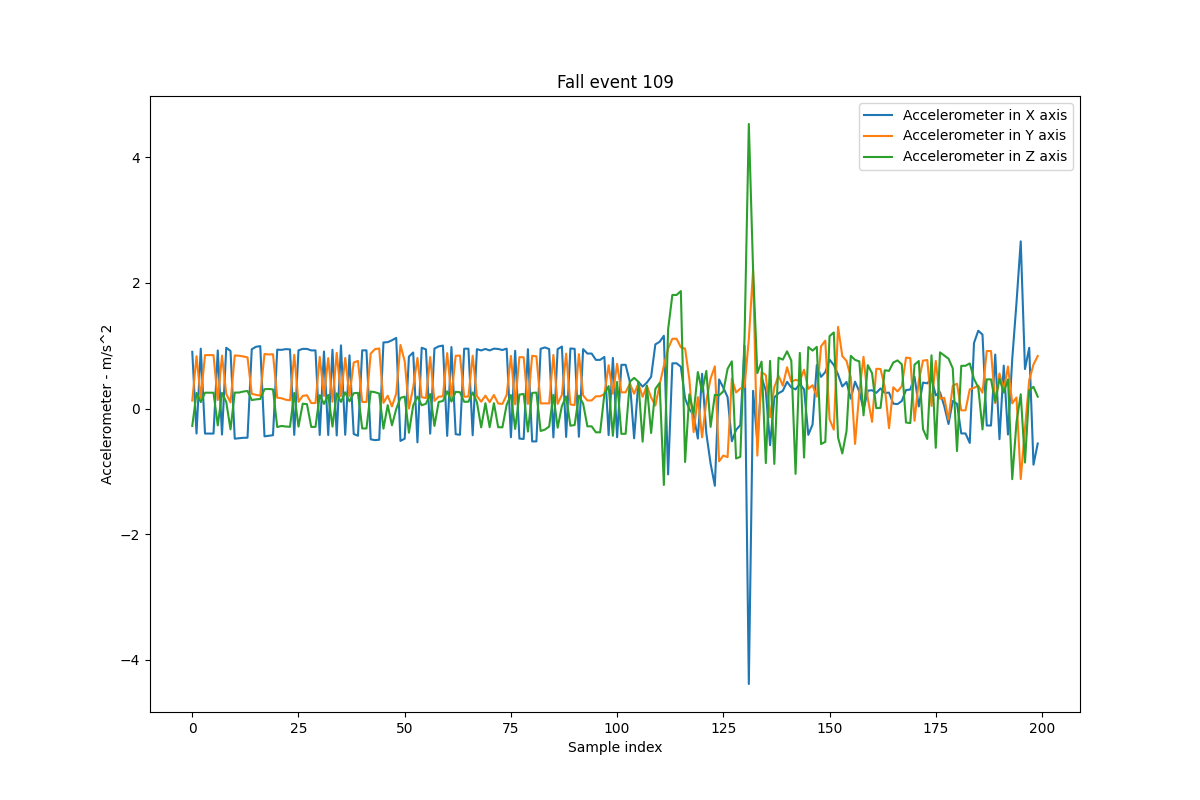 Fall event 109
Accelerometer in X axis
Accelerometer in Y axis
Accelerometer in Z axis
4
2
0
−2
−4
Accelerometer - m/s^2
0 25 50 75 100 125 150 175 200
Sample index